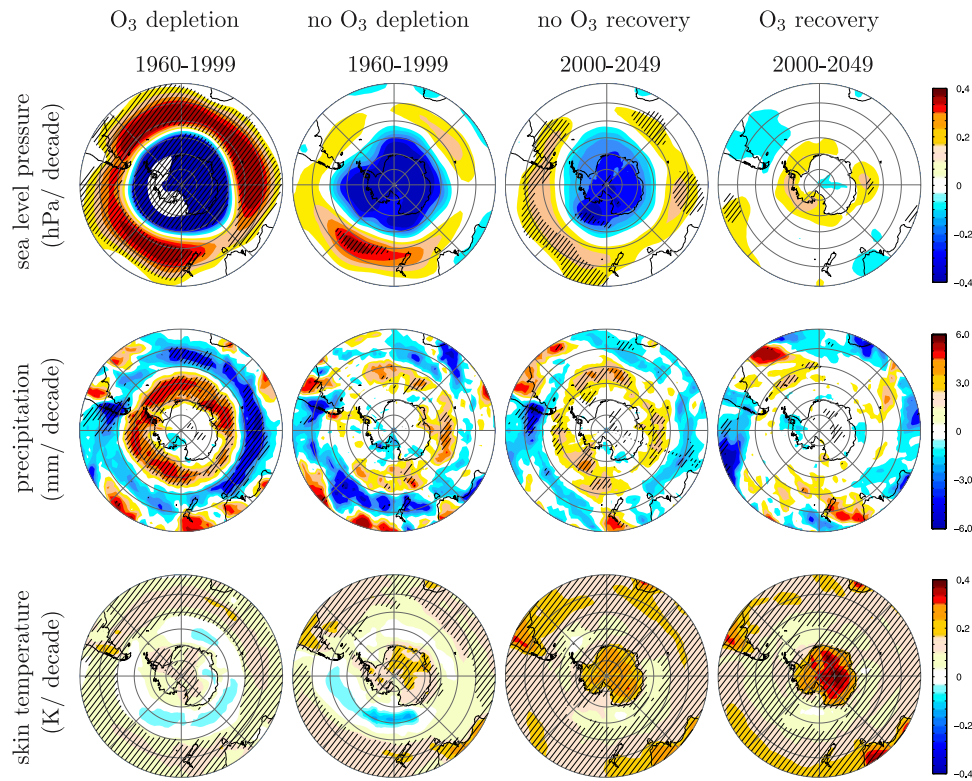 O₃ depletion no O₃ depletion no O₃ recovery O₃ recovery
1960-1999 1960-1999 2000-2049 2000-2049
sea level pressure
(hPa/ decade)
0.4
0.2
0
−0.2
−0.4
precipitation
(mm/ decade)
6.0
3.0
0
−3.0
−6.0
skin temperature
(K/ decade)
0.4
0.2
0
−0.2
−0.4